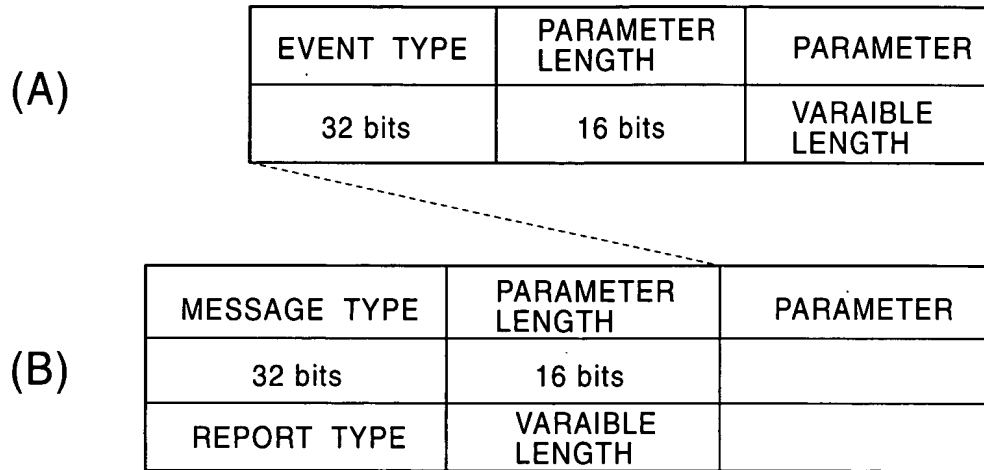 (A)
EVENT TYPE
PARAMETER
LENGTH
PARAMETER
32 bits
16 bits
VARAIBLE
LENGTH
(B)
MESSAGE TYPE
PARAMETER
LENGTH
PARAMETER
32 bits
16 bits
REPORT TYPE
VARAIBLE
LENGTH